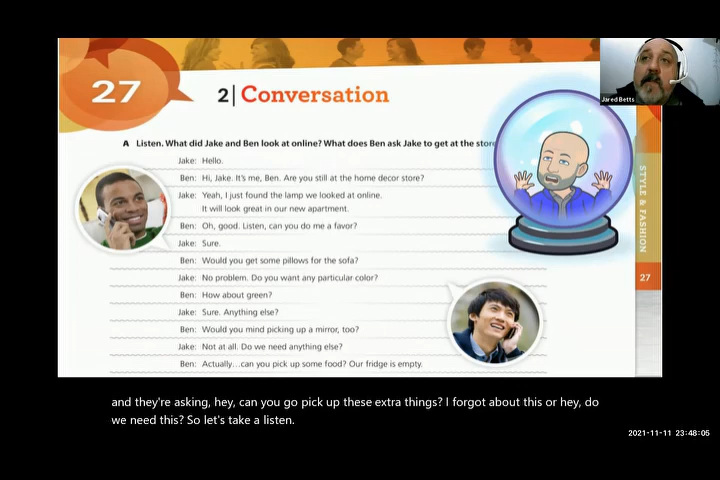 27
2|Conversation
Jared Betts
A Listen. What did Jake and Ben look at online? What does Ben ask Jake to get at the store
Jake: Hello.
Ben: Hi, Jake. It's me, Ben. Are you still at the home decor store?
Jake: Yeah, I just found the lamp we looked at online.
It will look great in our new apartment.
Ben: Oh, good. Listen, can you do me a favor?
Jake: Sure.
Ben: Would you get some pillows for the sofa?
Jake: No problem. Do you want any particular color?
Ben: How about green?
Jake: Sure. Anything else?
Ben: Would you mind picking up a mirror, too?
Jake: Not at all. Do we need anything else?
Ben: Actually...can you pick up some food? Our fridge is empty.
STYLE & FASHION
27
and they're asking, hey, can you go pick up these extra things? I forgot about this or hey, do
we need this? So let's take a listen.
2021-11-11 23:48:05